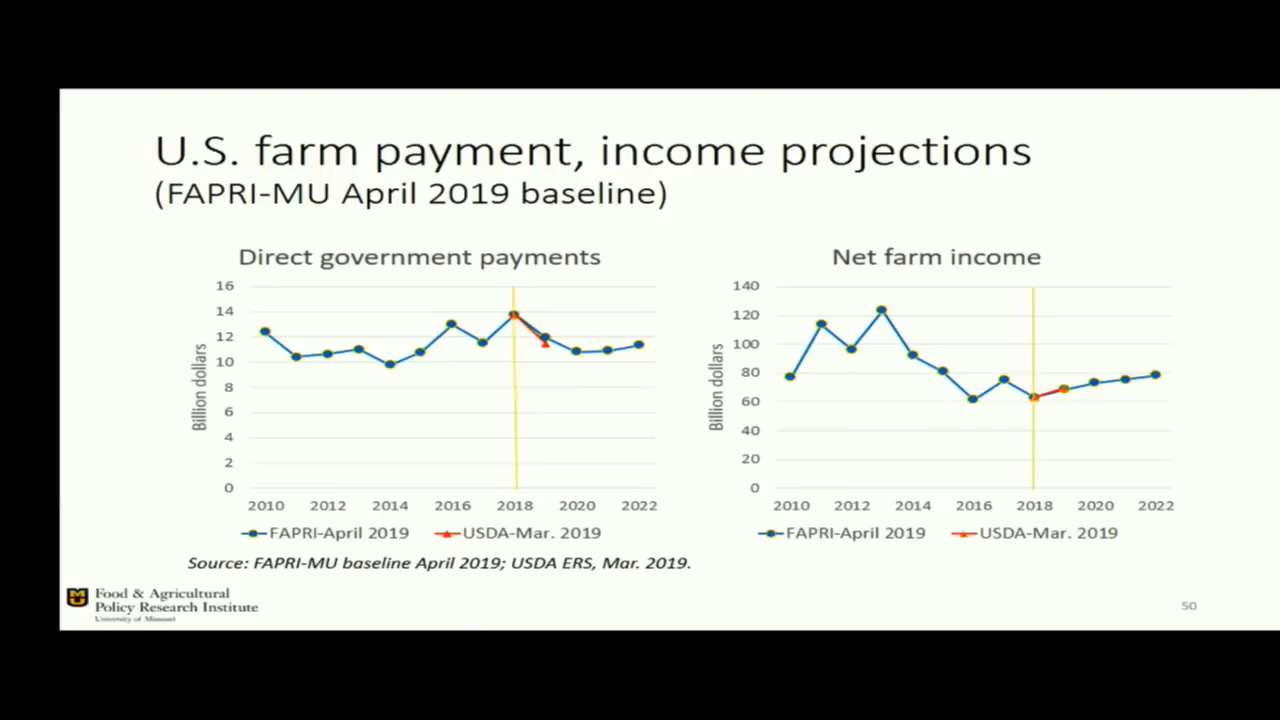 U.S. farm payment, income projections
(FAPRI-MU April 2019 baseline)
Direct government payments
16
14
12
10
8
6
4
2
0
Billion dollars
2010 2012 2014 2016 2018 2020 2022
FAPRI-April 2019 USDA-Mar. 2019
Net farm income
140
120
100
80
60
40
20
0
Billion dollars
2010 2012 2014 2016 2018 2020 2022
FAPRI-April 2019 USDA-Mar. 2019
Source: FAPRI-MU baseline April 2019; USDA ERS, Mar. 2019.
Food & Agricultural
Policy Research Institute
University of Missouri
50